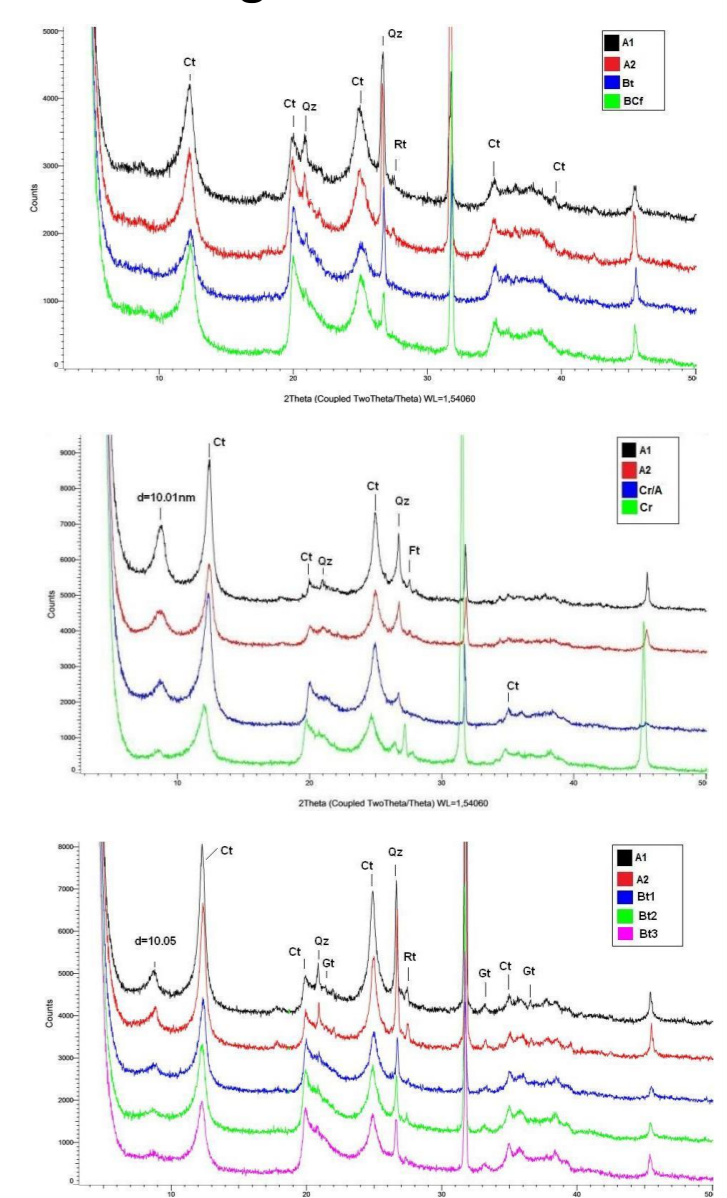 5000
4000
3000
2000
1000
0
Counts
Ct
Ct
Qz
Ct
Qz
Rt
Ct
Ct
A1
A2
Bt
BCf
10
20
30
40
50
2Theta (Coupled TwoTheta/Theta) WL=1,54060
9000
8000
7000
6000
5000
4000
3000
2000
1000
0
Counts
d=10.01nm
Ct
Ct
Qz
Ct
Qz
Ft
Ct
A1
A2
Cr/A
Cr
10
20
30
40
50
2Theta (Coupled TwoTheta/Theta) WL=1,54060
8000
7000
6000
5000
4000
3000
2000
1000
0
Counts
d=10.05
Ct
Ct
Qz
Gt
Ct
Qz
Rt
Gt
Ct
Gt
A1
A2
Bt1
Bt2
Bt3
10
20
30
40
50